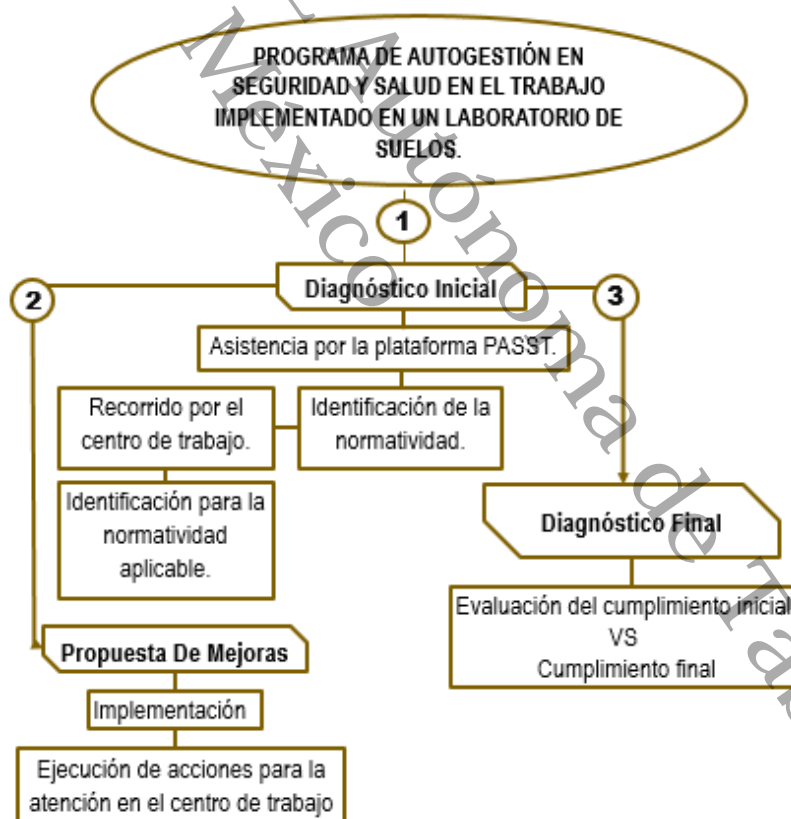 PROGRAMA DE AUTOGESTIÓN EN
SEGURIDAD Y SALUD EN EL TRABAJO
IMPLEMENTADO EN UN LABORATORIO DE
SUELOS.
1
Diagnóstico Inicial
2
3
Asistencia por la plataforma PASST.
Recorrido por el
centro de trabajo.
Identificación de la
normatividad.
Identificación para la
normatividad
aplicable.
Diagnóstico Final
Evaluación del cumplimiento inicial
VS
Cumplimiento final
Propuesta De Mejoras
Implementación
Ejecución de acciones para la
atención en el centro de trabajo
Autónoma de
México